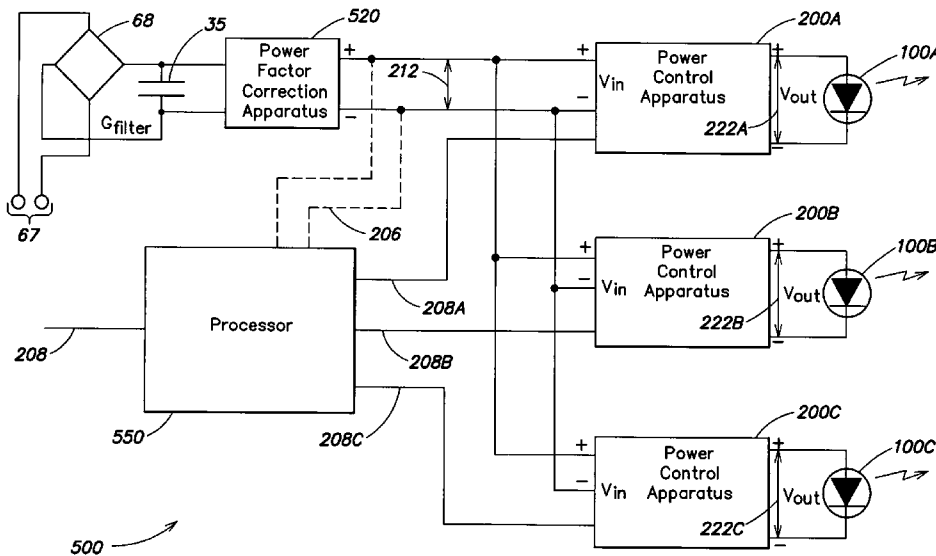 68
35
520
Power
Factor
Correction
Apparatus
+
−
Gfilter
67
212
206
200A
+
−
Vin
Power
Control
Apparatus
+
Vout
−
222A
100A
200B
+
−
Vin
Power
Control
Apparatus
+
Vout
−
222B
100B
Processor
208
208A
208B
208C
550
200C
+
−
Vin
Power
Control
Apparatus
+
Vout
−
222C
100C
500